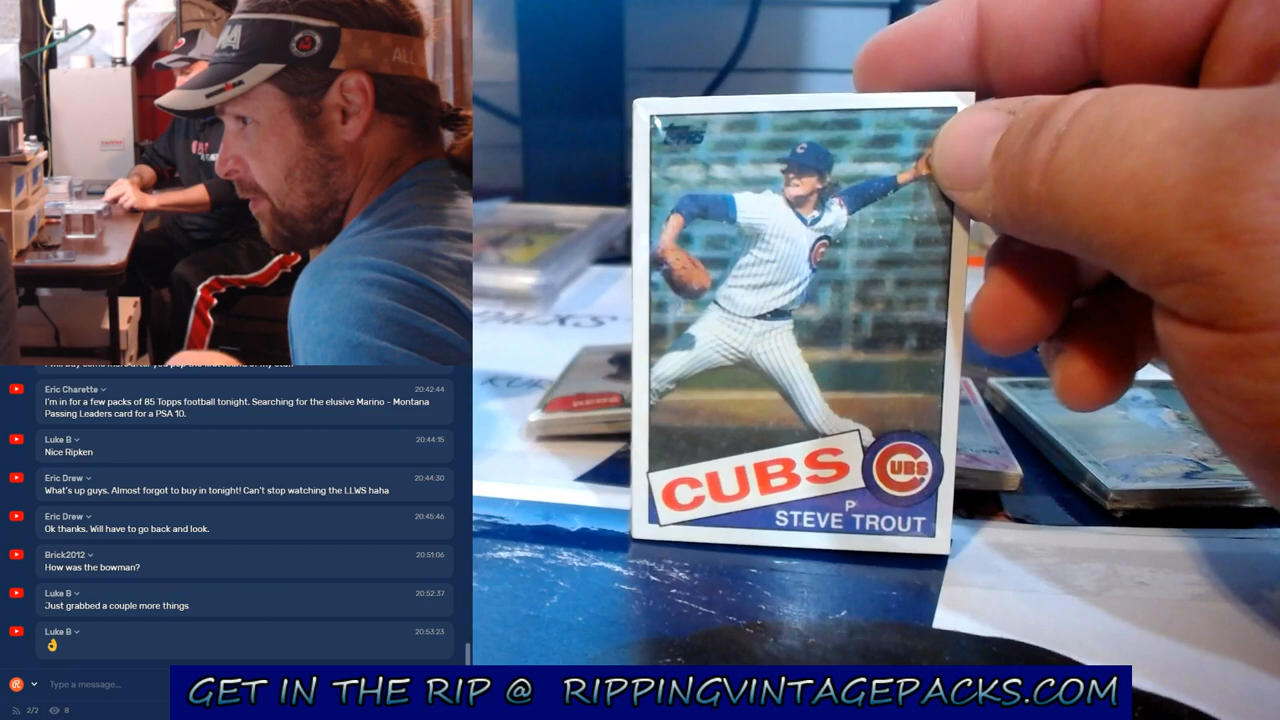 ALL
Eric Charette 20:42:44
I'm in for a few packs of 85 Topps football tonight. Searching for the elusive Marino - Montana
Passing Leaders card for a PSA 10.
Luke B 20:44:15
Nice Ripken
Eric Drew 20:44:30
What's up guys. Almost forgot to buy in tonight! Can't stop watching the LLWS haha
Eric Drew 20:45:46
Ok thanks. Will have to go back and look.
Brick2012 20:51:06
How was the bowman?
Luke B 20:52:37
Just grabbed a couple more things
Luke B 20:53:23
👌
Type a message...
2/2 8
Topps
C
CUBS
CUBS
P
STEVE TROUT
GET IN THE RIP @ RIPPINGVINTAGEPACKS.COM